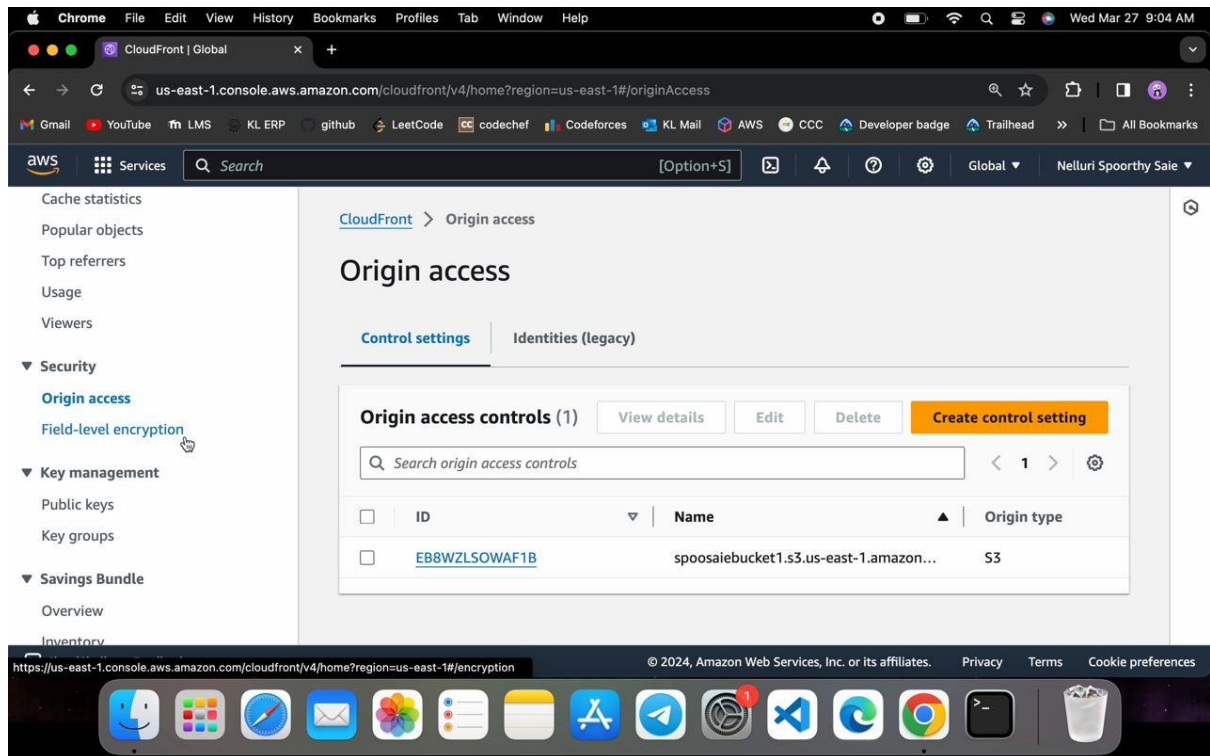 Chrome File Edit View History Bookmarks Profiles Tab Window Help Wed Mar 27 9:04 AM
CloudFront | Global
us-east-1.console.aws.amazon.com/cloudfront/v4/home?region=us-east-1#/originAccess
Gmail YouTube LMS KL ERP github LeetCode CC codechef Codeforces KL Mail AWS CCC Developer badge Trailhead » All Bookmarks
aws Services Search [Option+S] Global ▼ Nelluri Spoorthy Saie ▼
Cache statistics
Popular objects
Top referrers
Usage
Viewers
▼ Security
Origin access
Field-level encryption
▼ Key management
Public keys
Key groups
▼ Savings Bundle
Overview
Inventory
CloudFront > Origin access
Origin access
Control settings Identities (legacy)
Origin access controls (1) View details Edit Delete Create control setting
Search origin access controls < 1 >
ID Name Origin type
EB8WZLSOWAF1B spoosaiebucket1.s3.us-east-1.amazon... S3
https://us-east-1.console.aws.amazon.com/cloudfront/v4/home?region=us-east-1#/encryption © 2024, Amazon Web Services, Inc. or its affiliates. Privacy Terms Cookie preferences
1